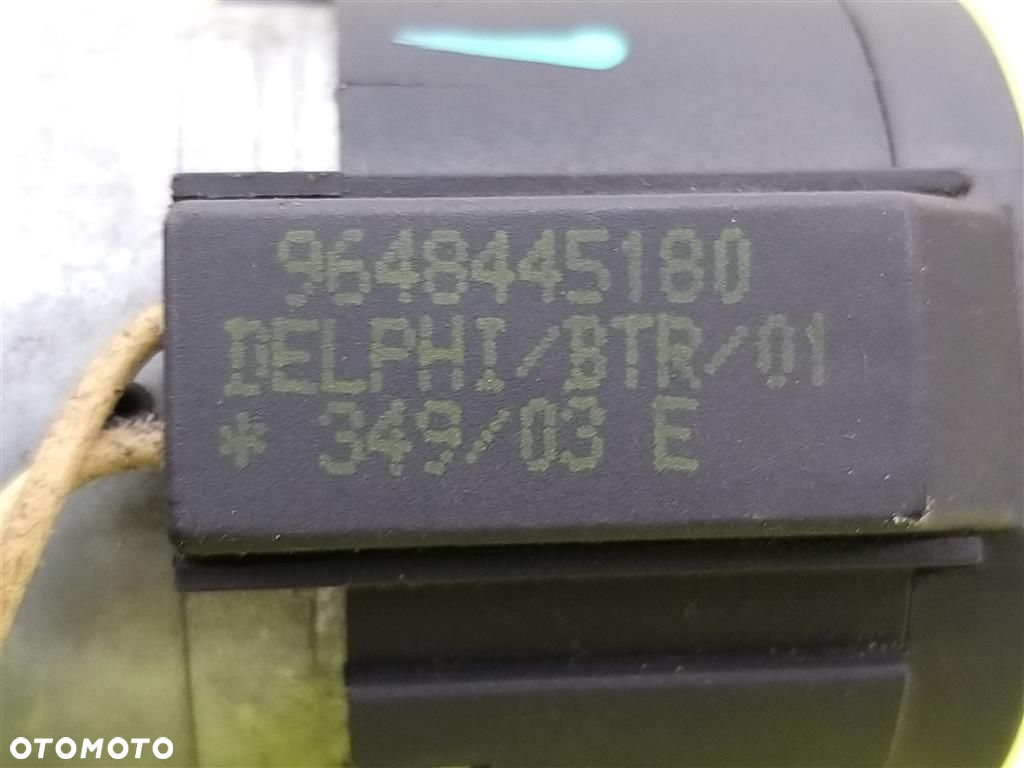 9648445180
DELPHI/BTR/01
* 349/03 E
OTOMOTO